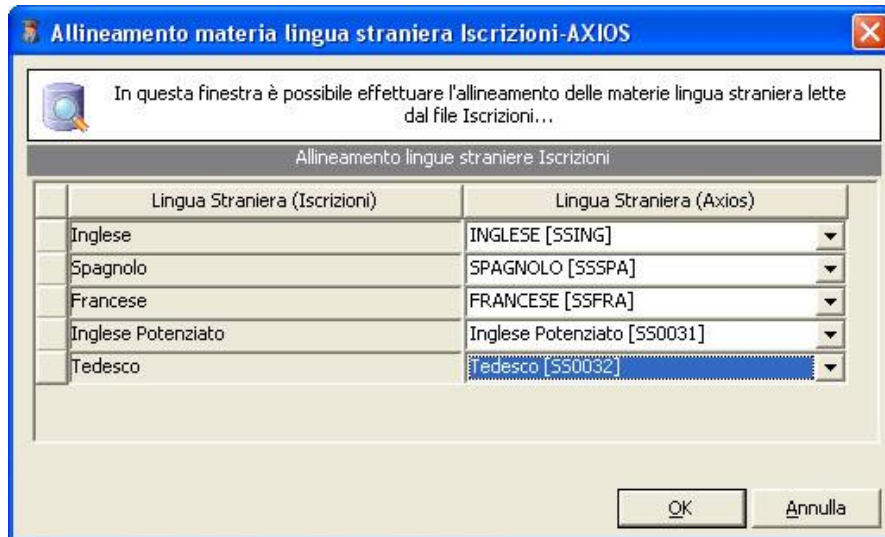 Allineamento materia lingua straniera Iscrizioni-AXIOS
In questa finestra è possibile effettuare l'allineamento delle materie lingua straniera lette
dal file Iscrizioni...
Allineamento lingue straniere Iscrizioni
Lingua Straniera (Iscrizioni) Lingua Straniera (Axios)
Inglese INGLESE [SSING]
Spagnolo SPAGNOLO [SSSPA]
Francese FRANCESE [SSFRA]
Inglese Potenziato Inglese Potenziato [SS0031]
Tedesco Tedesco [SS0032]
OK Annulla